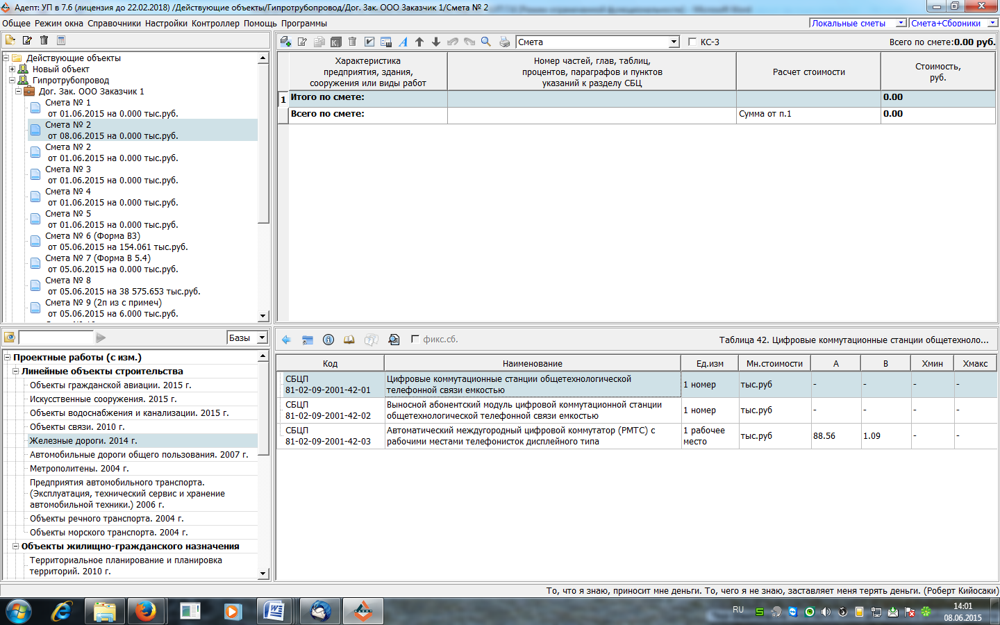 Адепт: УП в 7.6 (лицензия до 22.02.2018) /Действующие объекты/Гипротрубопровод/Дог. Зак. ООО Заказчик 1/Смета № 2
Общее Режим окна Справочники Настройки Контроллер Помощь Программы
Локальные сметы
Смета+Сборники
Действующие объекты
Новый объект
Гипротрубопровод
Дог. Зак. ООО Заказчик 1
Смета № 1
от 01.06.2015 на 0.000 тыс.руб.
Смета № 2
от 08.06.2015 на 0.000 тыс.руб.
Смета № 2
от 01.06.2015 на 0.000 тыс.руб.
Смета № 3
от 01.06.2015 на 0.000 тыс.руб.
Смета № 4
от 01.06.2015 на 0.000 тыс.руб.
Смета № 5
от 01.06.2015 на 0.000 тыс.руб.
Смета № 6 (Форма В3)
от 05.06.2015 на 154.061 тыс.руб.
Смета № 7 (Форма В 5.4)
от 05.06.2015 на 0.000 тыс.руб.
Смета № 8
от 05.06.2015 на 38 575.653 тыс.руб.
Смета № 9 (2п из с примеч)
от 05.06.2015 на 6.000 тыс.руб.
Смета
КС-3
Всего по смете:0.00 руб.
Характеристика
предприятия, здания,
сооружения или виды работ
Номер частей, глав, таблиц,
процентов, параграфов и пунктов
указаний к разделу СБЦ
Расчет стоимости
Стоимость,
руб.
1 Итого по смете: 0.00
Всего по смете: Сумма от п.1 0.00
Базы
Проектные работы (с изм.)
Линейные объекты строительства
Объекты гражданской авиации. 2015 г.
Искусственные сооружения. 2015 г.
Объекты водоснабжения и канализации. 2015 г.
Объекты связи. 2010 г.
Железные дороги. 2014 г.
Автомобильные дороги общего пользования. 2007 г.
Метрополитены. 2004 г.
Предприятия автомобильного транспорта.
(Эксплуатация, технический сервис и хранение
автомобильной техники.) 2006 г.
Объекты речного транспорта. 2004 г.
Объекты морского транспорта. 2004 г.
Объекты жилищно-гражданского назначения
Территориальное планирование и планировка
территорий. 2010 г.
фикс.сб.
Таблица 42. Цифровые коммутационные станции общетехноло...
Код Наименование Ед.изм Мн.стоимости А В Хмин Хмакс
СБЦП
81-02-09-2001-42-01
Цифровые коммутационные станции общетехнологической
телефонной связи емкостью
1 номер тыс.руб - - - -
СБЦП
81-02-09-2001-42-02
Выносной абонентский модуль цифровой коммутационной станции
общетехнологической телефонной связи емкостью
1 номер тыс.руб - - - -
СБЦП
81-02-09-2001-42-03
Автоматический междугородный цифровой коммутатор (РМТС) с
рабочими местами телефонисток дисплейного типа
1 рабочее
место
тыс.руб 88.56 1.09 - -
То, что я знаю, приносит мне деньги. То, чего я не знаю, заставляет меня терять деньги. (Роберт Кийосаки)
RU
14:01
08.06.2015